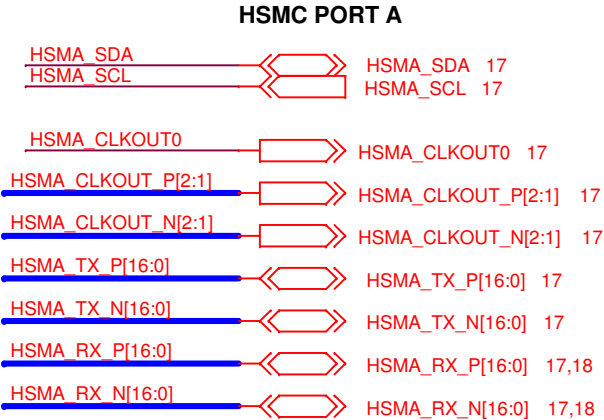 HSMC PORT A
HSMA_SDA HSMA_SDA 17
HSMA_SCL HSMA_SCL 17
HSMA_CLKOUT0 HSMA_CLKOUT0 17
HSMA_CLKOUT_P[2:1] HSMA_CLKOUT_P[2:1] 17
HSMA_CLKOUT_N[2:1] HSMA_CLKOUT_N[2:1] 17
HSMA_TX_P[16:0] HSMA_TX_P[16:0] 17
HSMA_TX_N[16:0] HSMA_TX_N[16:0] 17
HSMA_RX_P[16:0] HSMA_RX_P[16:0] 17,18
HSMA_RX_N[16:0] HSMA_RX_N[16:0] 17,18